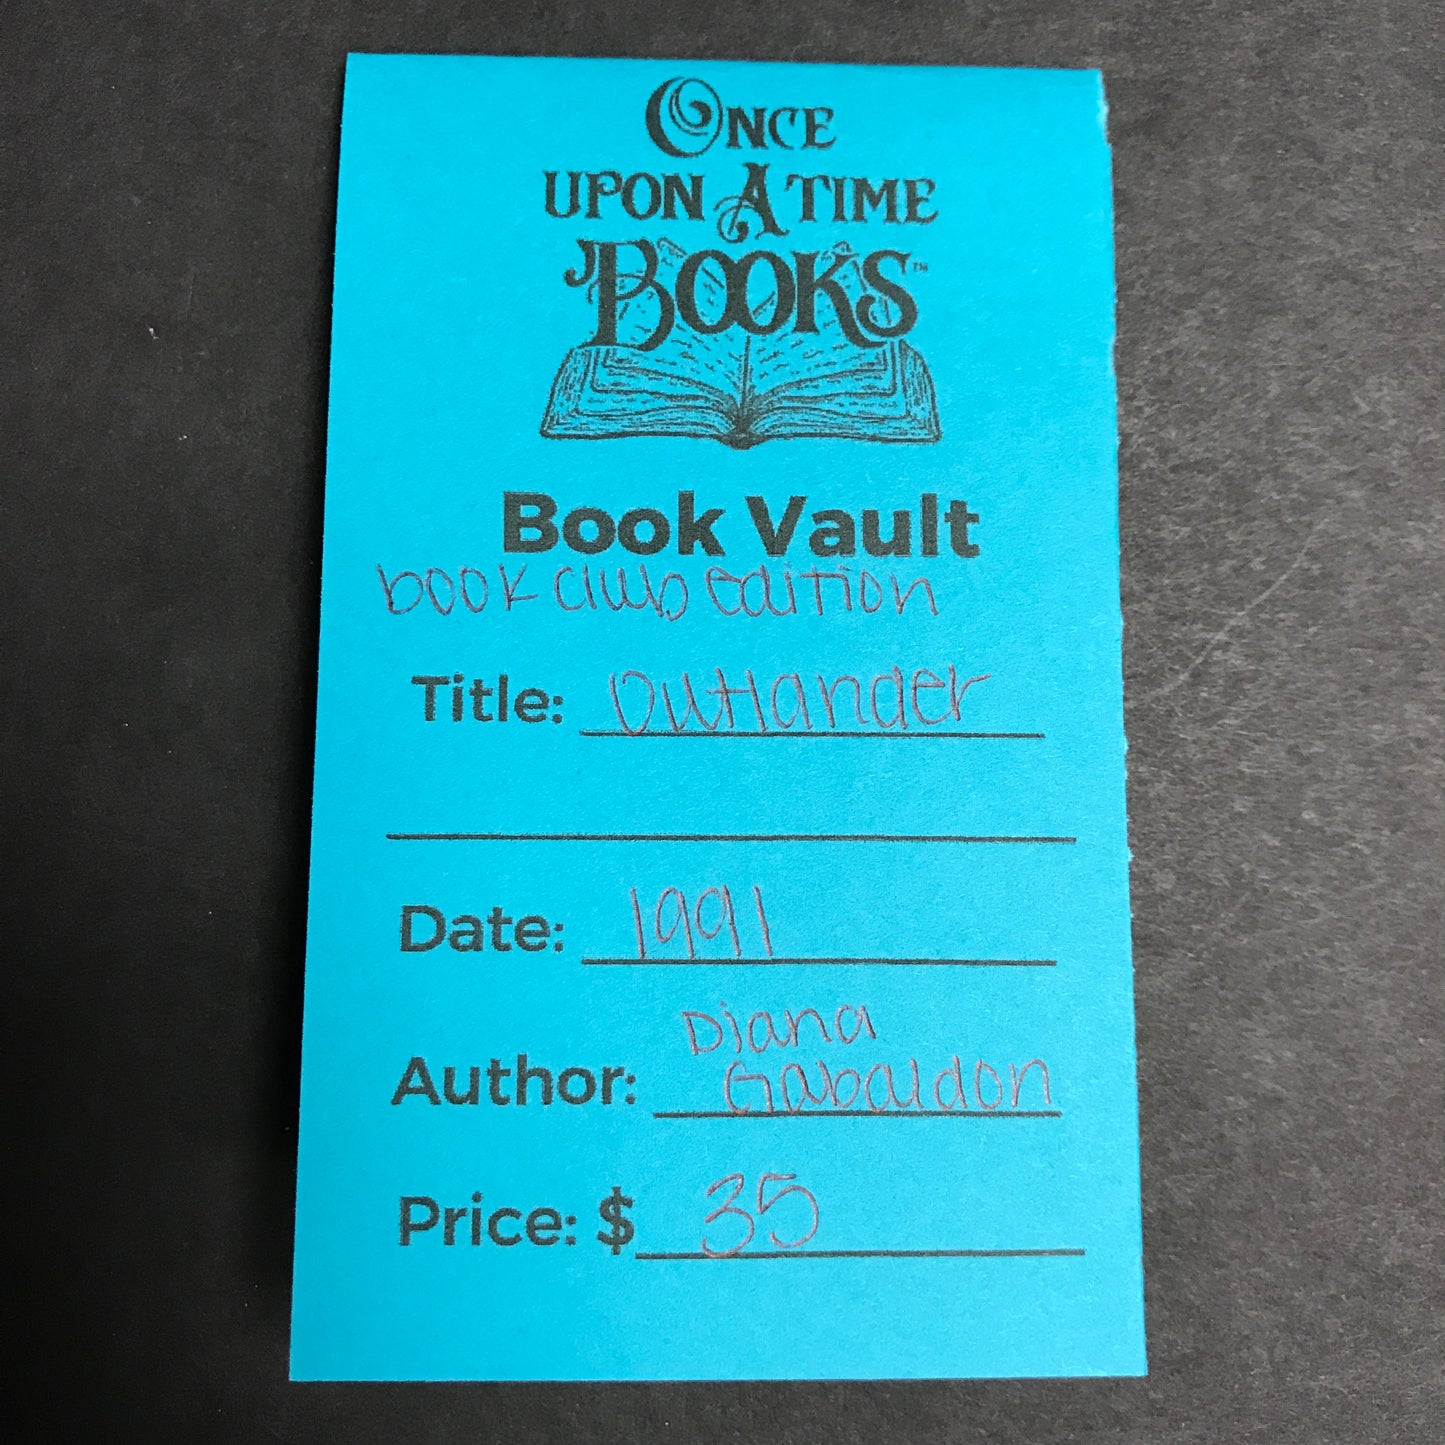 ONCE
UPON A TIME
BOOKS™
Book Vault
book club edition
Title: Outlander
Date: 1991
Diana
Author: Gabaldon
Price: $ 35